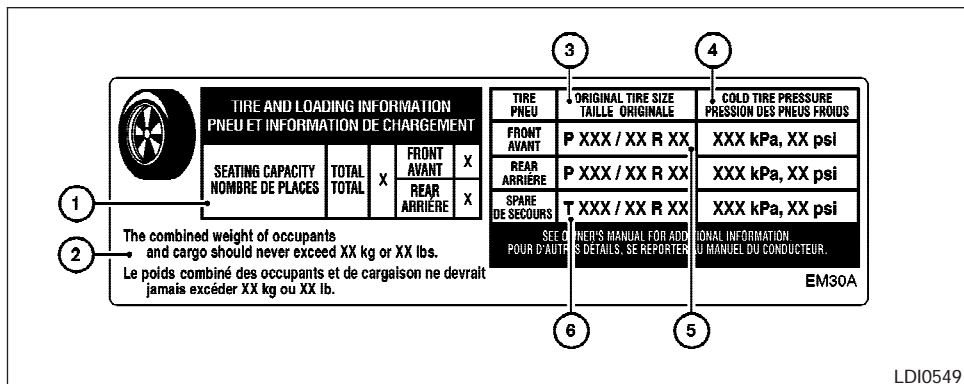 3
4
TIRE AND LOADING INFORMATION
PNEU ET INFORMATION DE CHARGEMENT
SEATING CAPACITY
NOMBRE DE PLACES
TOTAL
TOTAL
X
FRONT
AVANT
X
REAR
ARRIÉRE
X
1
2
The combined weight of occupants
and cargo should never exceed XX kg or XX lbs.
Le poids combiné des occupants et de cargaison ne devrait
jamais excéder XX kg ou XX lb.
TIRE
PNEU
ORIGINAL TIRE SIZE
TAILLE ORIGINALE
COLD TIRE PRESSURE
PRESSION DES PNEUS FROIDS
FRONT
AVANT
P XXX / XX R XX
XXX kPa, XX psi
REAR
ARRIÉRE
P XXX / XX R XX
XXX kPa, XX psi
SPARE
DE SECOURS
T XXX / XX R XX
XXX kPa, XX psi
SEE OWNER'S MANUAL FOR ADDITIONAL INFORMATION.
POUR D'AUTRES DÉTAILS, SE REPORTER AU MANUEL DU CONDUCTEUR.
EM30A
6
5
LDI0549